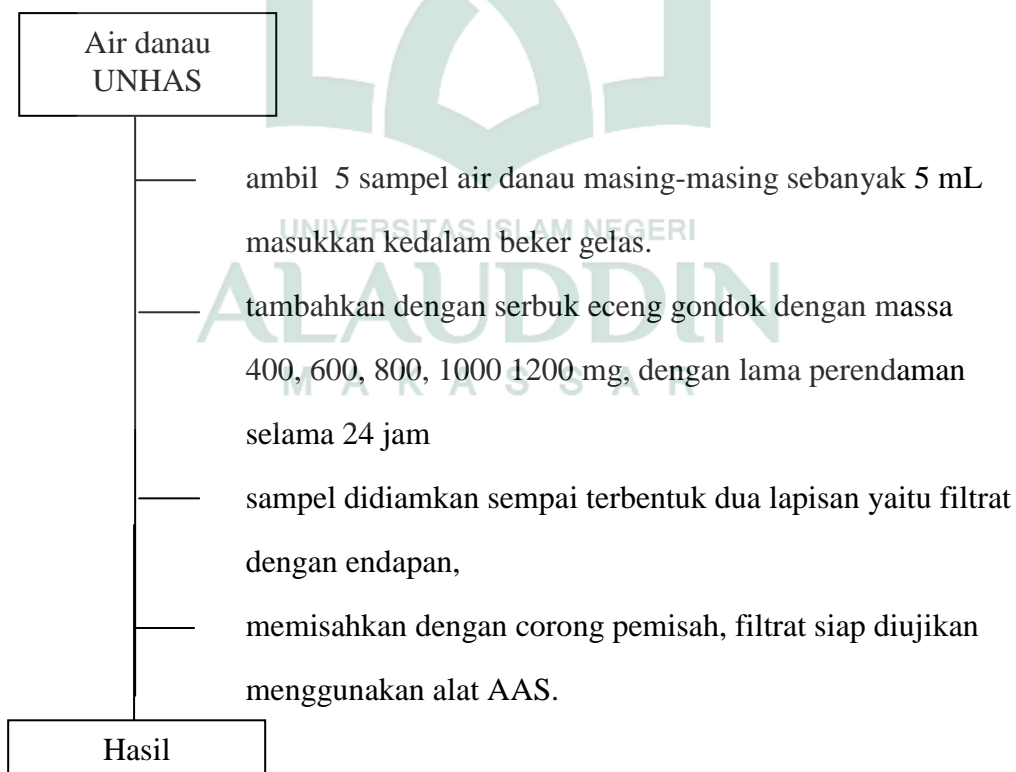 Air danau
UNHAS
ambil 5 sampel air danau masing-masing sebanyak 5 mL
UNIVERSITAS ISLAM NEGERI
masukkan kedalam beker gelas.
ALAUDDIN
tambahkan dengan serbuk eceng gondok dengan massa
400, 600, 800, 1000 1200 mg, dengan lama perendaman
MAKASSAR
selama 24 jam
sampel didiamkan sempai terbentuk dua lapisan yaitu filtrat
dengan endapan,
memisahkan dengan corong pemisah, filtrat siap diujikan
menggunakan alat AAS.
Hasil